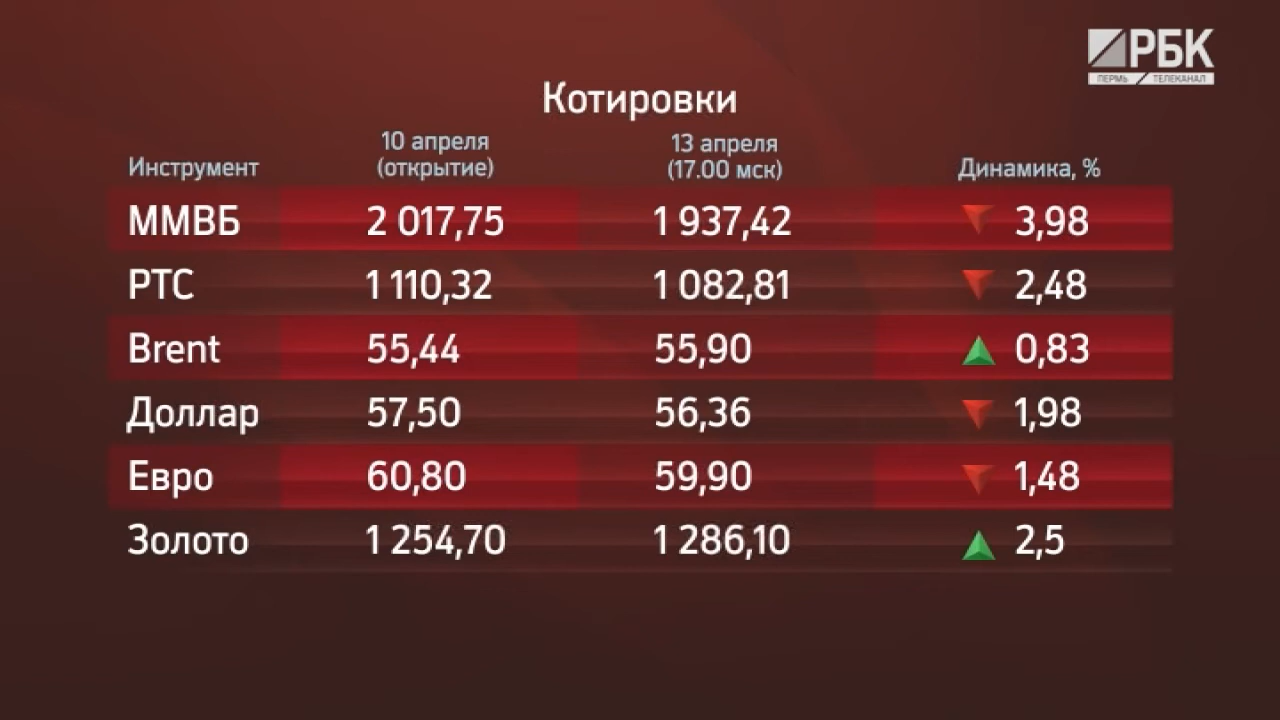 РБК
ПЕРМЬ ТЕЛЕКАНАЛ
Котировки
Инструмент 10 апреля (открытие) 13 апреля (17.00 мск) Динамика, %
ММВБ 2 017,75 1 937,42 3,98
РТС 1 110,32 1 082,81 2,48
Brent 55,44 55,90 0,83
Доллар 57,50 56,36 1,98
Евро 60,80 59,90 1,48
Золото 1 254,70 1 286,10 2,5